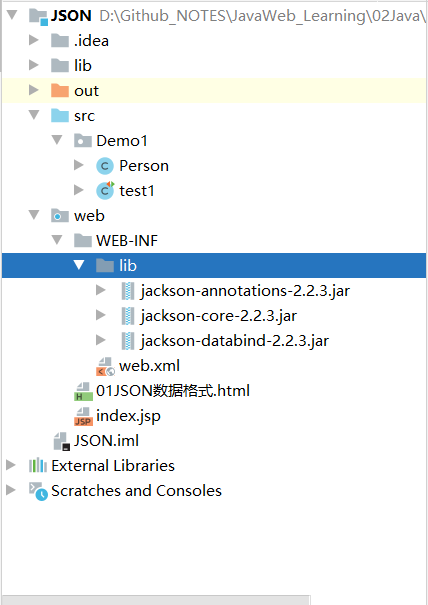 JSON D:\Github_NOTES\JavaWeb_Learning\02Java\
.idea
lib
out
src
Demo1
Person
test1
web
WEB-INF
lib
jackson-annotations-2.2.3.jar
jackson-core-2.2.3.jar
jackson-databind-2.2.3.jar
web.xml
01JSON数据格式.html
index.jsp
JSON.iml
External Libraries
Scratches and Consoles